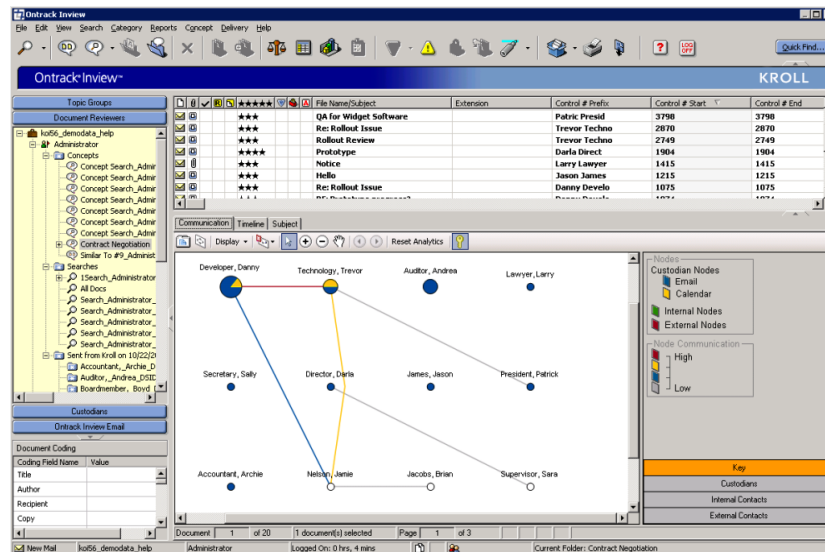 Ontrack Inview
File Edit View Search Category Reports Concept Delivery Help
Quick Find...
Ontrack Inview™
KROLL
Topic Groups
Document Reviewers
koi56_demodata_help
Administrator
Concepts
Concept Search_Admir
Concept Search_Admir
Concept Search_Admir
Concept Search_Admir
Concept Search_Admir
Concept Search_Admir
Contract Negotiation
Similar To #9_Administ
Searches
1Search_Administrator
All Docs
Search_Administrator_
Search_Administrator_
Search_Administrator_
Search_Administrator_
Sent from Kroll on 10/22/2(
Accountant,_Archie_D
Auditor,_Andrea_DSID
Boardmember, Boyd
Custodians
Ontrack Inview Email
Document Coding
Coding Field Name Value
Title
Author
Recipient
Copy
File Name/Subject Extension Control # Prefix Control # Start Control # End
QA for Widget Software Patric Presid 3798 3798
Re: Rollout Issue Trevor Techno 2870 2870
Rollout Review Trevor Techno 2749 2749
Prototype Darla Direct 1904 1904
Notice Larry Lawyer 1415 1415
Hello Jason James 1215 1215
Re: Rollout Issue Danny Develo 1075 1075
Communication Timeline Subject
Display Reset Analytics
Developer, Danny Technology, Trevor Auditor, Andrea Lawyer, Larry
Secretary, Sally Director, Darla James, Jason President, Patrick
Accountant, Archie Nelson, Jamie Jacobs, Brian Supervisor, Sara
Nodes
Custodian Nodes
Email
Calendar
Internal Nodes
External Nodes
Node Communication
High
Low
Key
Custodians
Internal Contacts
External Contacts
Document 1 of 20 1 document(s) selected Page 1 of 3
New Mail koi56_demodata_help Administrator Logged On: 0 hrs, 4 mins Current Folder: Contract Negotiation